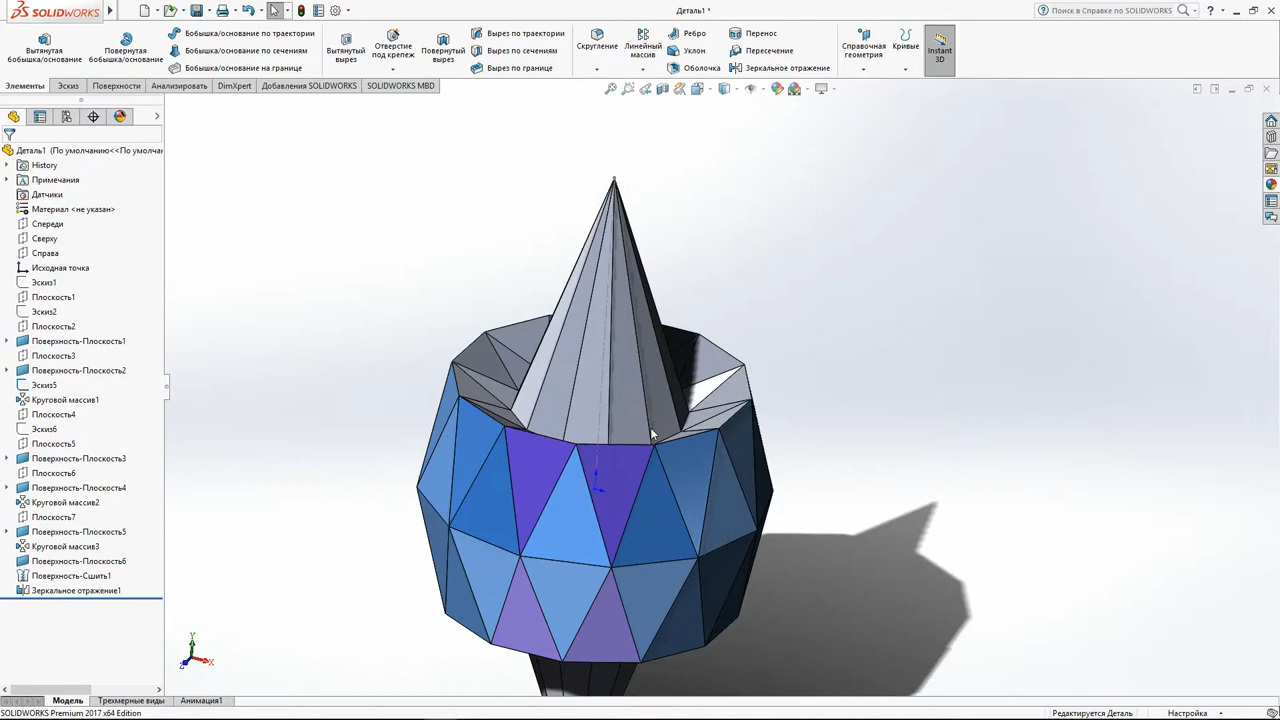 SOLIDWORKS
Деталь1 *
Поиск в Справке SOLIDWORKS
Вытянутая бобышка/основание
Повернутая бобышка/основание
Бобышка/основание по траектории
Бобышка/основание по сечениям
Бобышка/основание на границе
Вытянутый вырез
Отверстие под крепеж
Повернутый вырез
Вырез по траектории
Вырез по сечениям
Вырез по границе
Скругление
Линейный массив
Ребро
Уклон
Оболочка
Перенос
Пересечение
Зеркальное отражение
Справочная геометрия
Кривые
Instant 3D
Элементы
Эскиз
Поверхности
Анализировать
DimXpert
Добавления SOLIDWORKS
SOLIDWORKS MBD
Деталь1 (По умолчанию<<По умолча
History
Примечания
Датчики
Материал <не указан>
Спереди
Сверху
Справа
Исходная точка
Эскиз1
Плоскость1
Эскиз2
Плоскость2
Поверхность-Плоскость1
Плоскость3
Поверхность-Плоскость2
Эскиз5
Круговой массив1
Плоскость4
Эскиз6
Плоскость5
Поверхность-Плоскость3
Плоскость6
Поверхность-Плоскость4
Круговой массив2
Плоскость7
Поверхность-Плоскость5
Круговой массив3
Поверхность-Плоскость6
Поверхность-Сшить1
Зеркальное отражение1
Y
X
Z
Модель
Трехмерные виды
Анимация1
SOLIDWORKS Premium 2017 x64 Edition
Редактируется Деталь
Настройка